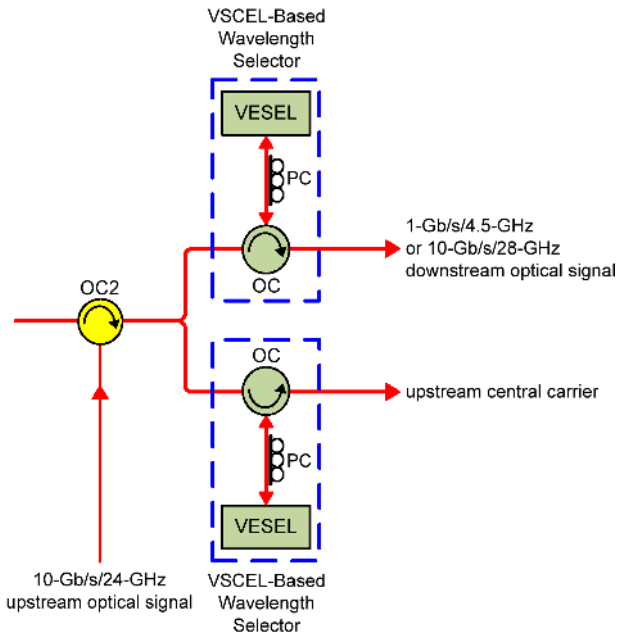 VSCEL-Based
Wavelength
Selector
VESEL
PC
OC
1-Gb/s/4.5-GHz
or 10-Gb/s/28-GHz
downstream optical signal
OC2
OC
upstream central carrier
PC
VESEL
10-Gb/s/24-GHz
upstream optical signal
VSCEL-Based
Wavelength
Selector